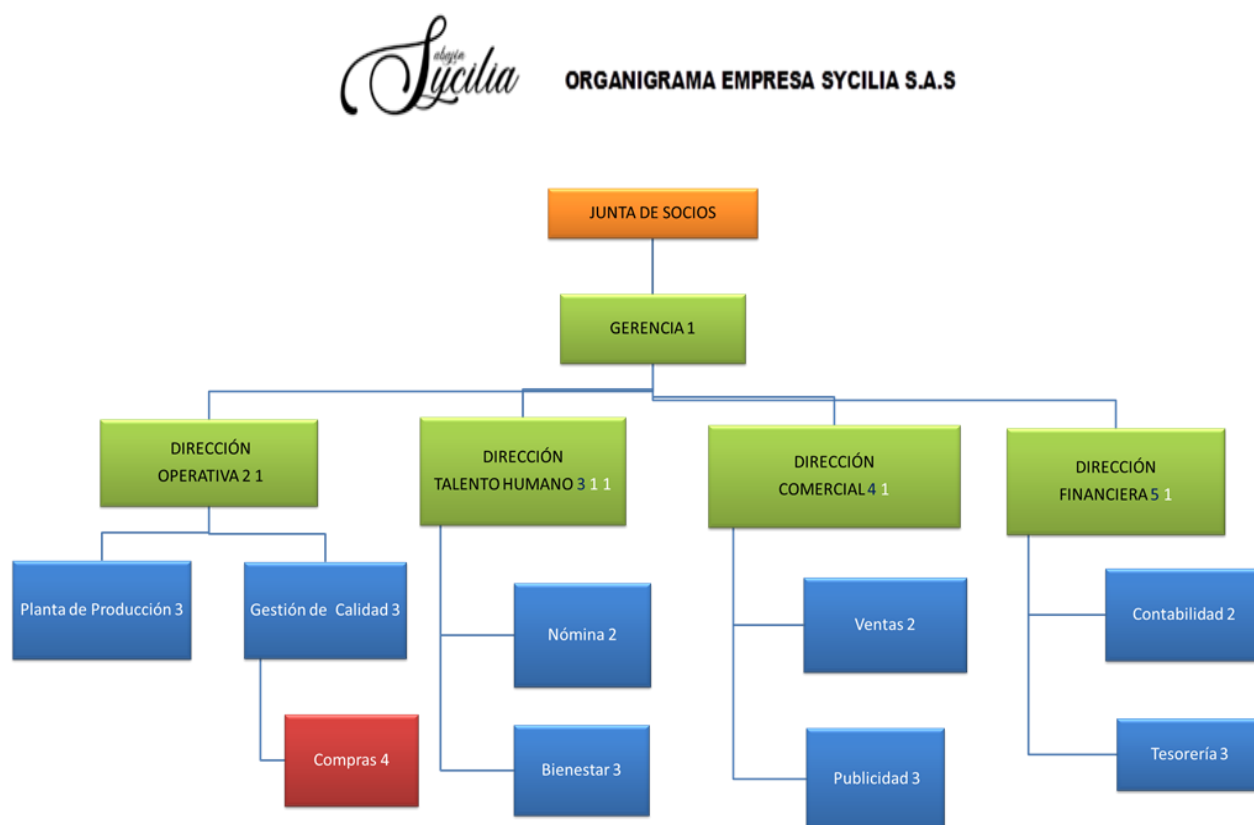 Sabajón
Sycilia
ORGANIGRAMA EMPRESA SYCILIA S.A.S
JUNTA DE SOCIOS
GERENCIA 1
DIRECCIÓN
OPERATIVA 2 1
DIRECCIÓN
TALENTO HUMANO 3 1 1
DIRECCIÓN
COMERCIAL 4 1
DIRECCIÓN
FINANCIERA 5 1
Planta de Producción 3
Gestión de Calidad 3
Compras 4
Nómina 2
Bienestar 3
Ventas 2
Publicidad 3
Contabilidad 2
Tesorería 3